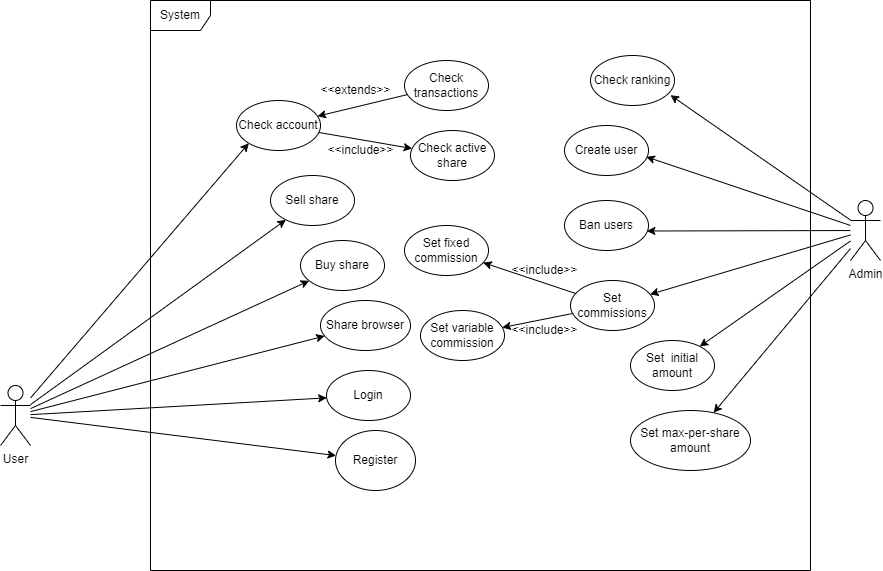 System
Check
transactions
<<extends>>
Check account
<<include>>
Check active
share
Sell share
Buy share
Share browser
Login
Register
User
Check ranking
Create user
Ban users
Set fixed
commission
<<include>>
Set
commissions
Set variable
commission
<<include>>
Set initial
amount
Set max-per-share
amount
Admin